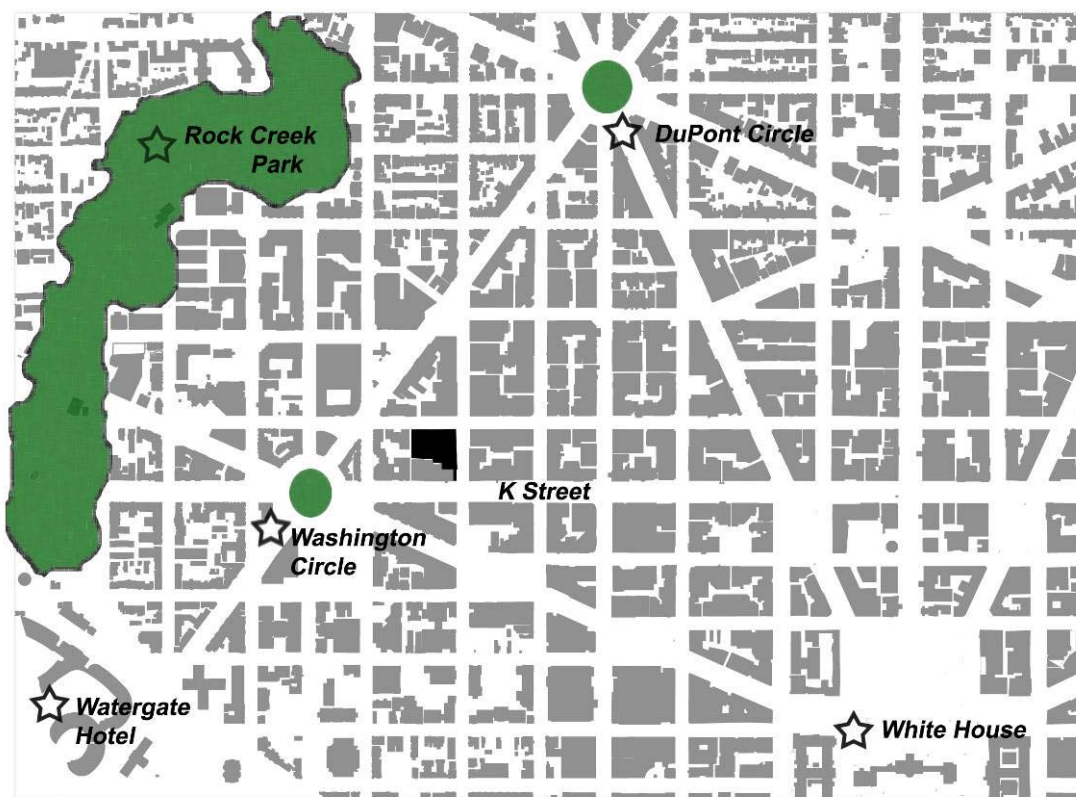 Rock Creek
Park
DuPont Circle
K Street
Washington
Circle
Watergate
Hotel
White House